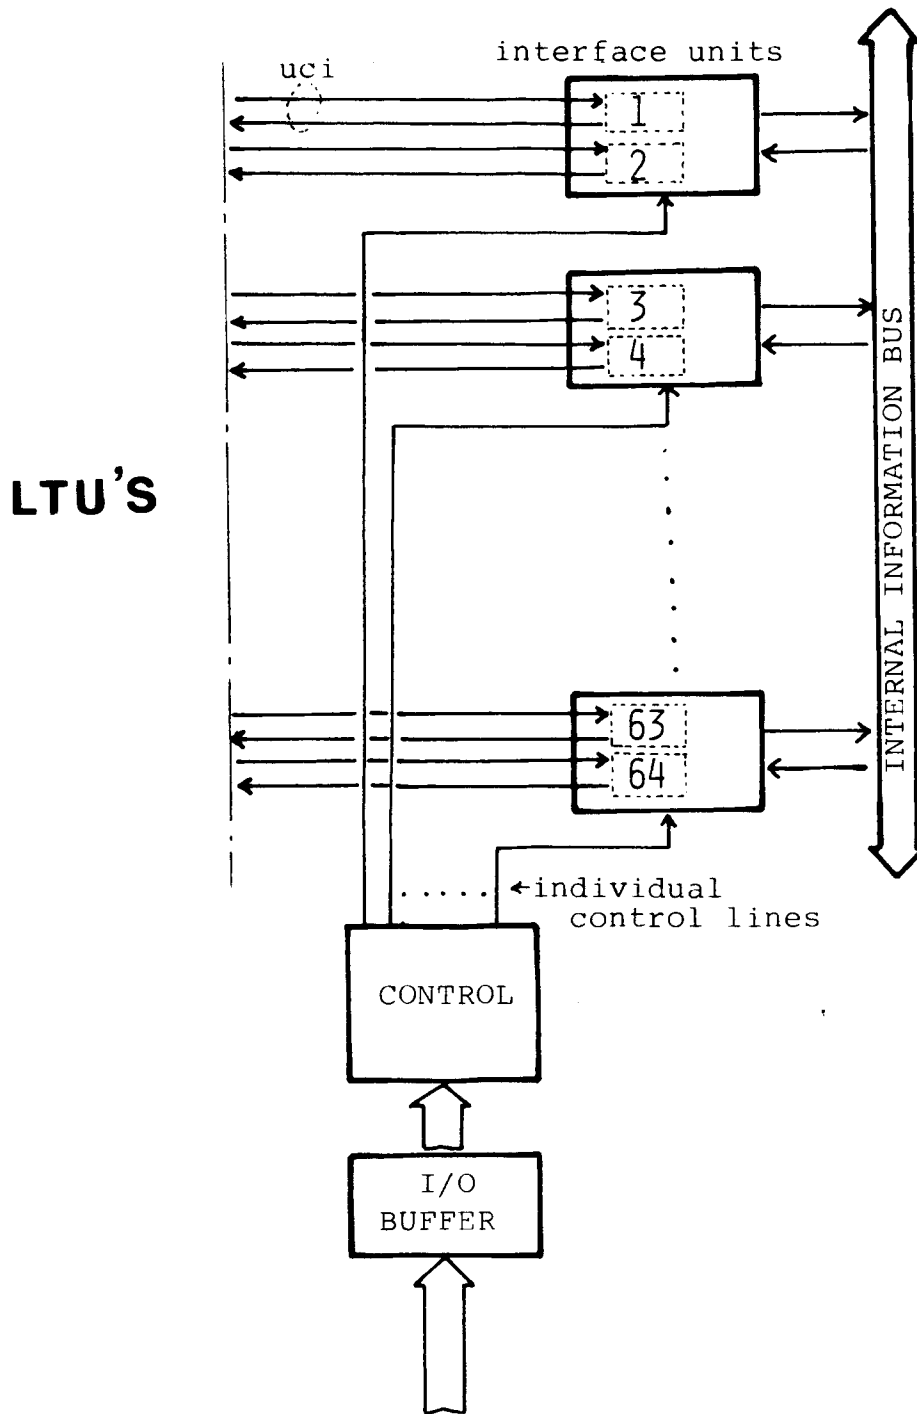 interface units
uci
1
2
3
4
LTU'S
INTERNAL INFORMATION BUS
63
64
←individual
control lines
CONTROL
I/O
BUFFER